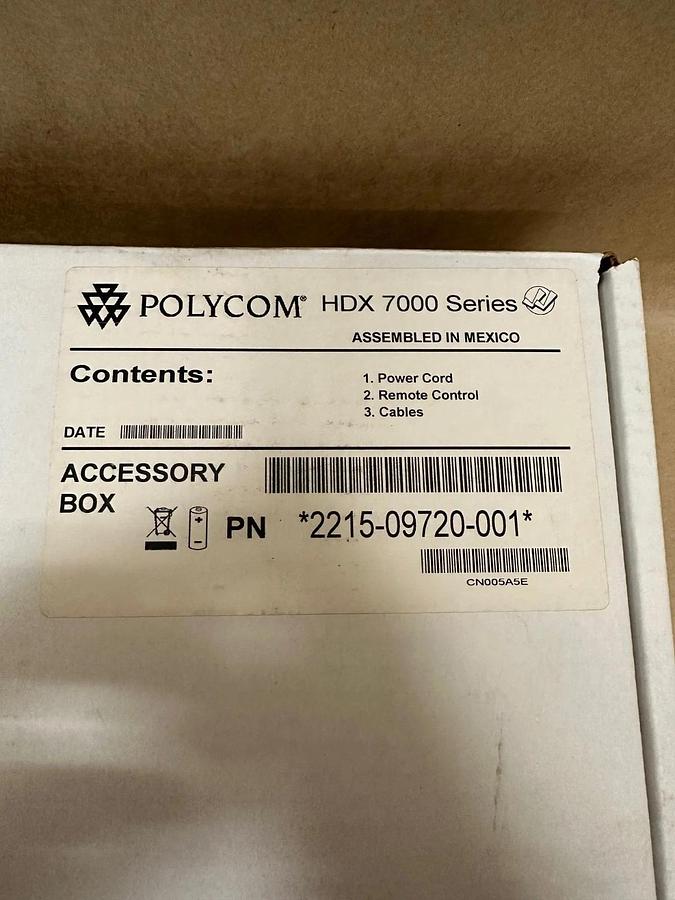 POLYCOM® HDX 7000 Series
ASSEMBLED IN MEXICO
Contents:
1. Power Cord
2. Remote Control
3. Cables
DATE
ACCESSORY
BOX
PN *2215-09720-001*
CN005A5E